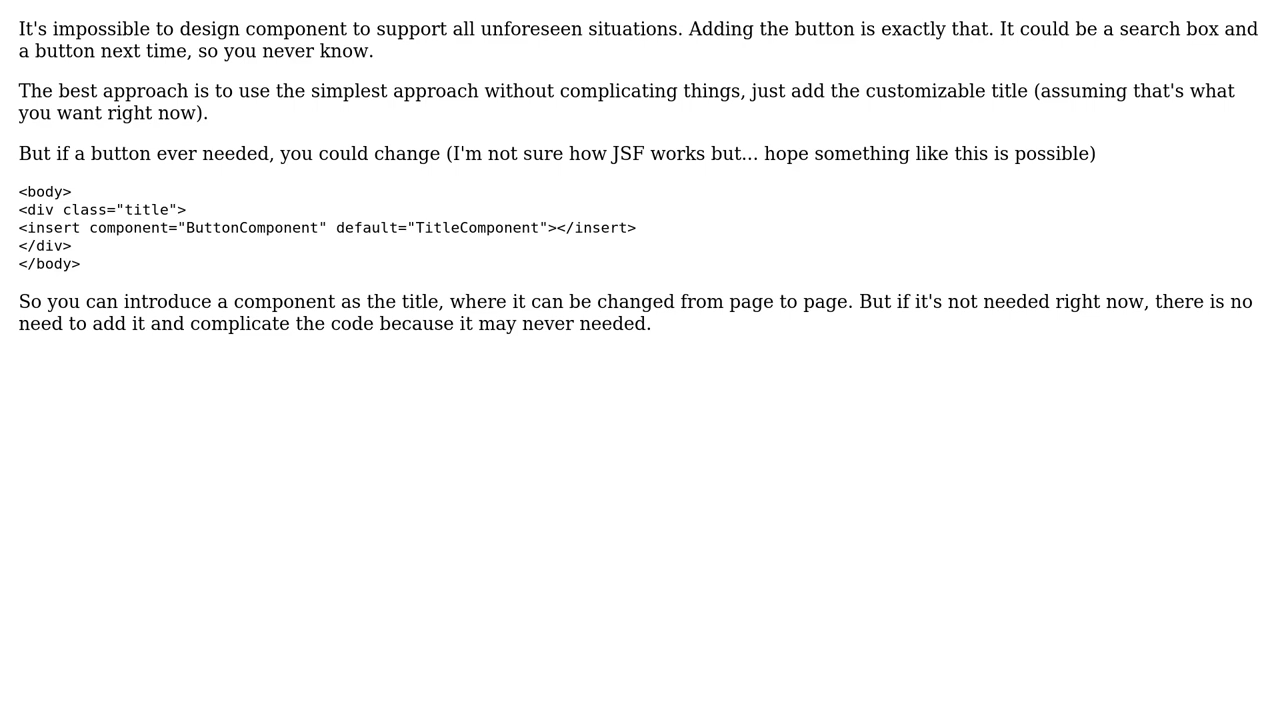 It's impossible to design component to support all unforeseen situations. Adding the button is exactly that. It could be a search box and
a button next time, so you never know.
The best approach is to use the simplest approach without complicating things, just add the customizable title (assuming that's what
you want right now).
But if a button ever needed, you could change (I'm not sure how JSF works but... hope something like this is possible)
<body>
<div class="title">
<insert component="ButtonComponent" default="TitleComponent"></insert>
</div>
</body>
So you can introduce a component as the title, where it can be changed from page to page. But if it's not needed right now, there is no
need to add it and complicate the code because it may never needed.